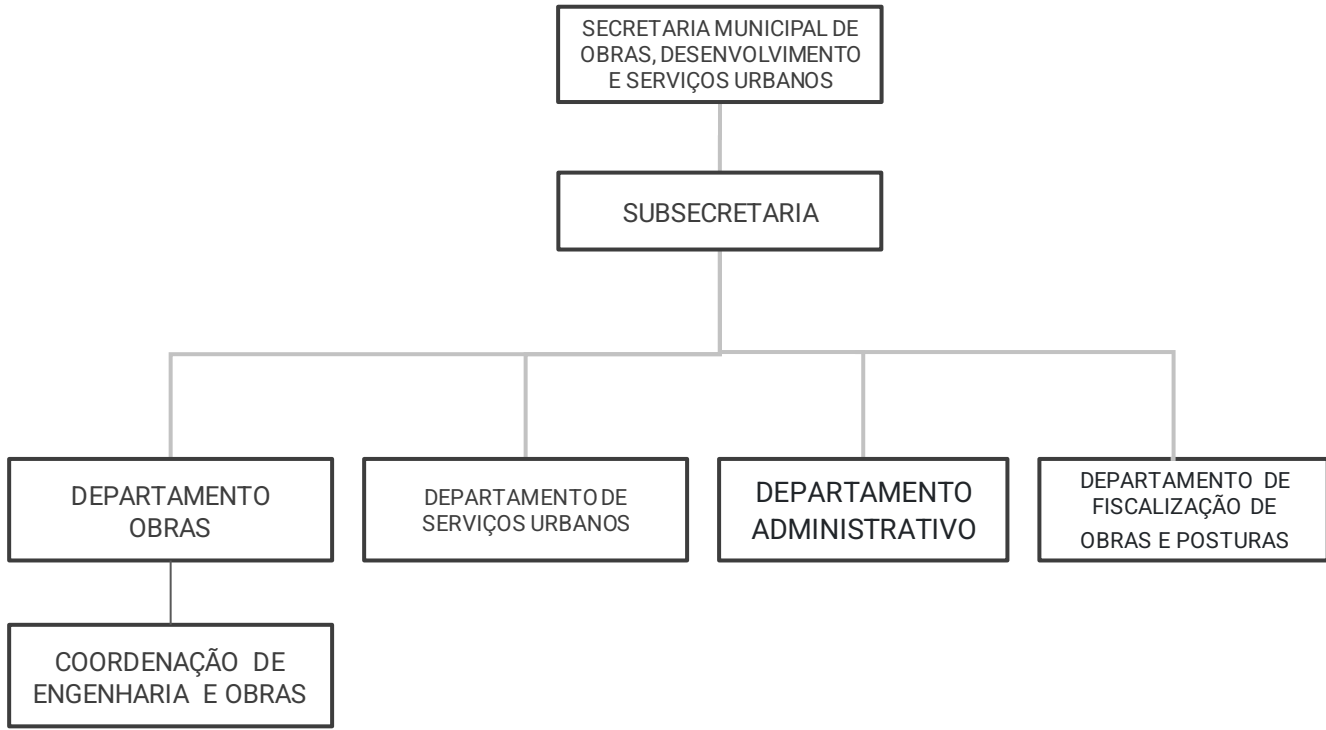 SECRETARIA MUNICIPAL DE
OBRAS, DESENVOLVIMENTO
E SERVIÇOS URBANOS
SUBSECRETARIA
DEPARTAMENTO
OBRAS
DEPARTAMENTO DE
SERVIÇOS URBANOS
DEPARTAMENTO
ADMINISTRATIVO
DEPARTAMENTO DE
FISCALIZAÇÃO DE
OBRAS E POSTURAS
COORDENAÇÃO DE
ENGENHARIA E OBRAS